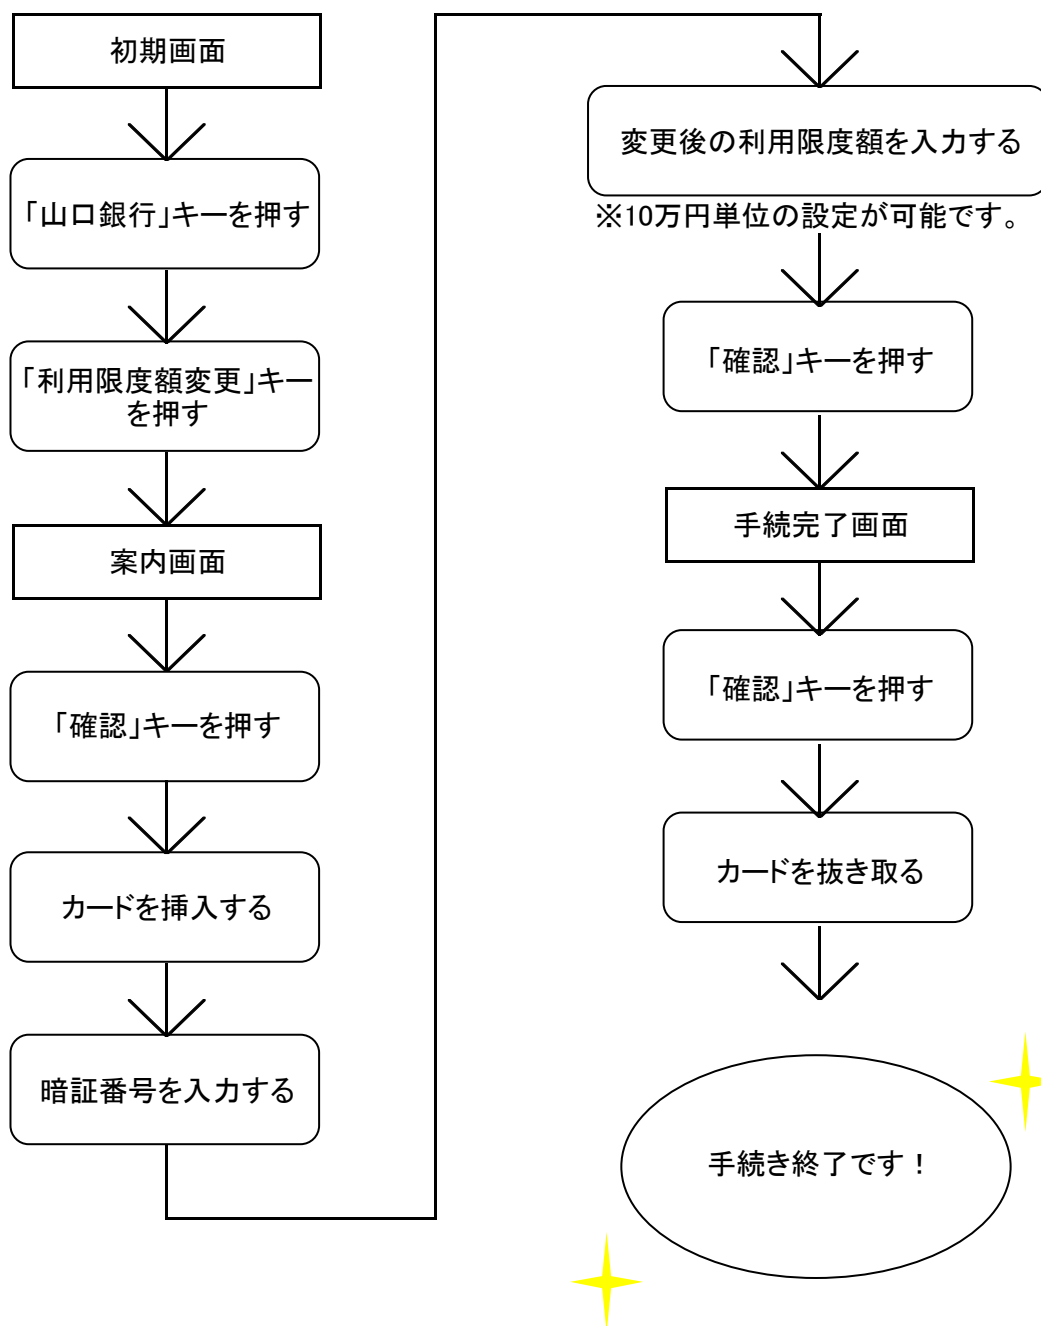 初期画面
「山口銀行」キーを押す
「利用限度額変更」キー
を押す
案内画面
「確認」キーを押す
カードを挿入する
暗証番号を入力する
変更後の利用限度額を入力する
※10万円単位の設定が可能です。
「確認」キーを押す
手続完了画面
「確認」キーを押す
カードを抜き取る
手続き終了です！